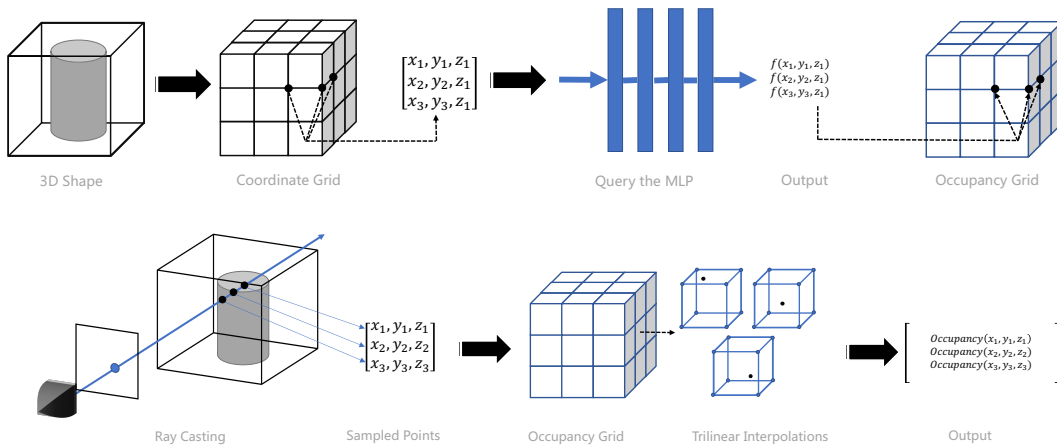 [x₁, y₁, z₁
x₂, y₂, z₁
x₃, y₃, z₁]
f(x₁, y₁, z₁)
f(x₂, y₂, z₁)
f(x₃, y₃, z₁)
3D Shape
Coordinate Grid
Query the MLP
Output
Occupancy Grid
[x₁, y₁, z₁
x₂, y₂, z₂
x₃, y₃, z₃]
[Occupancy(x₁, y₁, z₁)
Occupancy(x₂, y₂, z₂)
Occupancy(x₃, y₃, z₃)]
Ray Casting
Sampled Points
Occupancy Grid
Trilinear Interpolations
Output